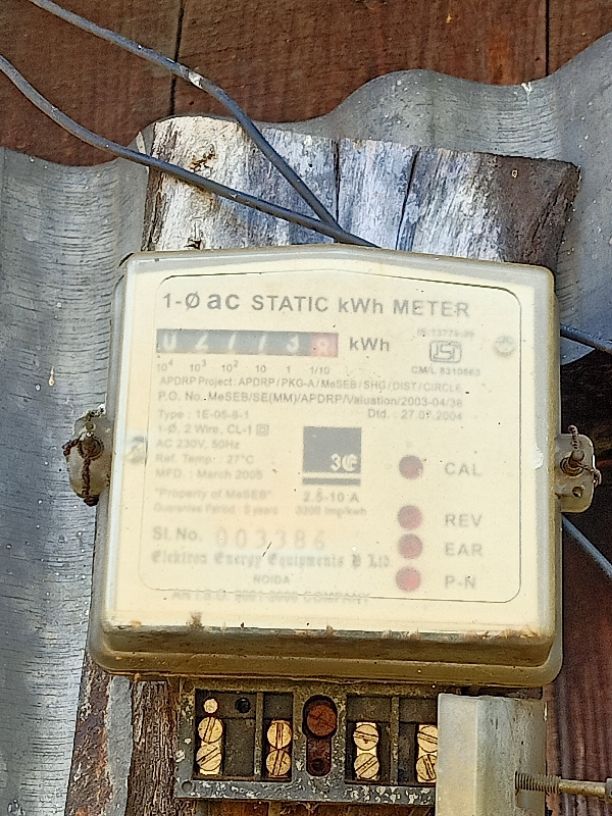 1-Ø ac STATIC kWh METER
kWh
10⁴ 10³ 10² 10 1 1/10
CM/L 8310663
APDRP Project: APDRP/PKG-A/MeSEB/SHG/DIST/CIRCLE
P.O. No. MeSEB/SE(MM)/APDRP/Valuation/2003-04/36
Type : 1E-05-S-1 Dtd. : 27.01.2004
1-Ø, 2 Wire, CL-1
AC 230V, 50Hz
Ref. Temp : 27°C
MFD. : March 2005
"Property of MeSEB" 2.5-10 A
Guarantee Period : 5 years 3200 Imp/kwh
CAL
REV
Sl. No. 003386
EAR
Elektron Energy Equipments P Ltd.
P-N
NOIDA
AN I.S.O. 9001-2000 COMPANY